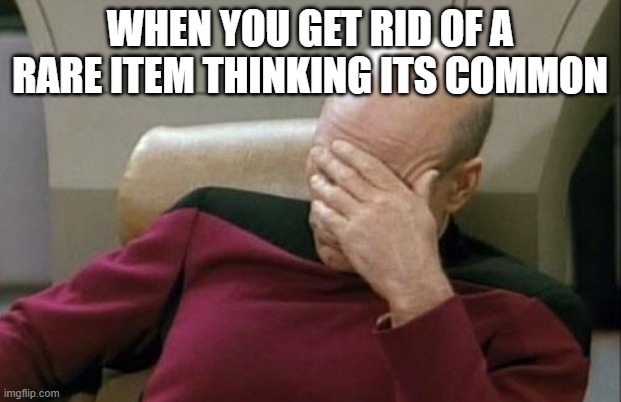 WHEN YOU GET RID OF A
RARE ITEM THINKING ITS COMMON
imgflip.com